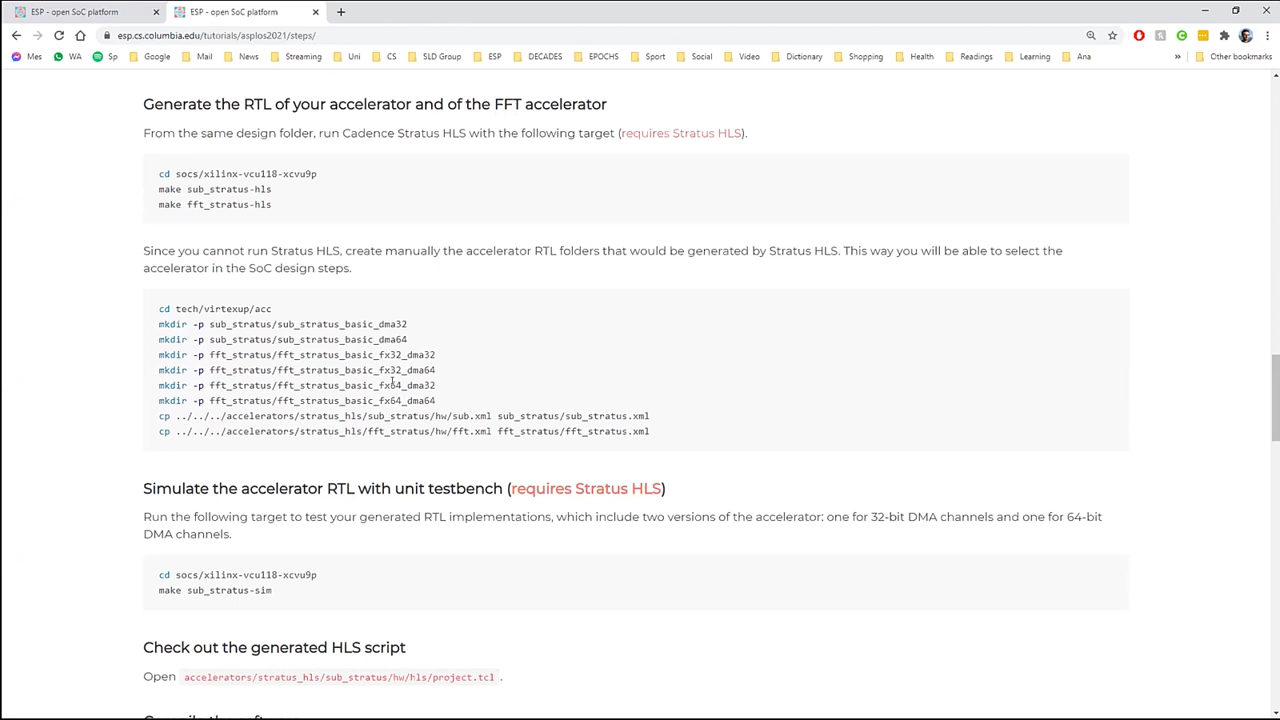 ESP - open SoC platform
ESP - open SoC platform
esp.cs.columbia.edu/tutorials/asplos2021/steps/
Mes WA Sp Google Mail News Streaming Uni CS SLD Group ESP DECADES EPOCHS Sport Social Video Dictionary Shopping Health Readings Learning Ana » Other bookmarks
Generate the RTL of your accelerator and of the FFT accelerator
From the same design folder, run Cadence Stratus HLS with the following target (requires Stratus HLS).
cd socs/xilinx-vcu118-xcvu9p
make sub_stratus-hls
make fft_stratus-hls
Since you cannot run Stratus HLS, create manually the accelerator RTL folders that would be generated by Stratus HLS. This way you will be able to select the
accelerator in the SoC design steps.
cd tech/virtexup/acc
mkdir -p sub_stratus/sub_stratus_basic_dma32
mkdir -p sub_stratus/sub_stratus_basic_dma64
mkdir -p fft_stratus/fft_stratus_basic_fx32_dma32
mkdir -p fft_stratus/fft_stratus_basic_fx32_dma64
mkdir -p fft_stratus/fft_stratus_basic_fx64_dma32
mkdir -p fft_stratus/fft_stratus_basic_fx64_dma64
cp ../../../accelerators/stratus_hls/sub_stratus/hw/sub.xml sub_stratus/sub_stratus.xml
cp ../../../accelerators/stratus_hls/fft_stratus/hw/fft.xml fft_stratus/fft_stratus.xml
Simulate the accelerator RTL with unit testbench (requires Stratus HLS)
Run the following target to test your generated RTL implementations, which include two versions of the accelerator: one for 32-bit DMA channels and one for 64-bit
DMA channels.
cd socs/xilinx-vcu118-xcvu9p
make sub_stratus-sim
Check out the generated HLS script
Open accelerators/stratus_hls/sub_stratus/hw/hls/project.tcl .